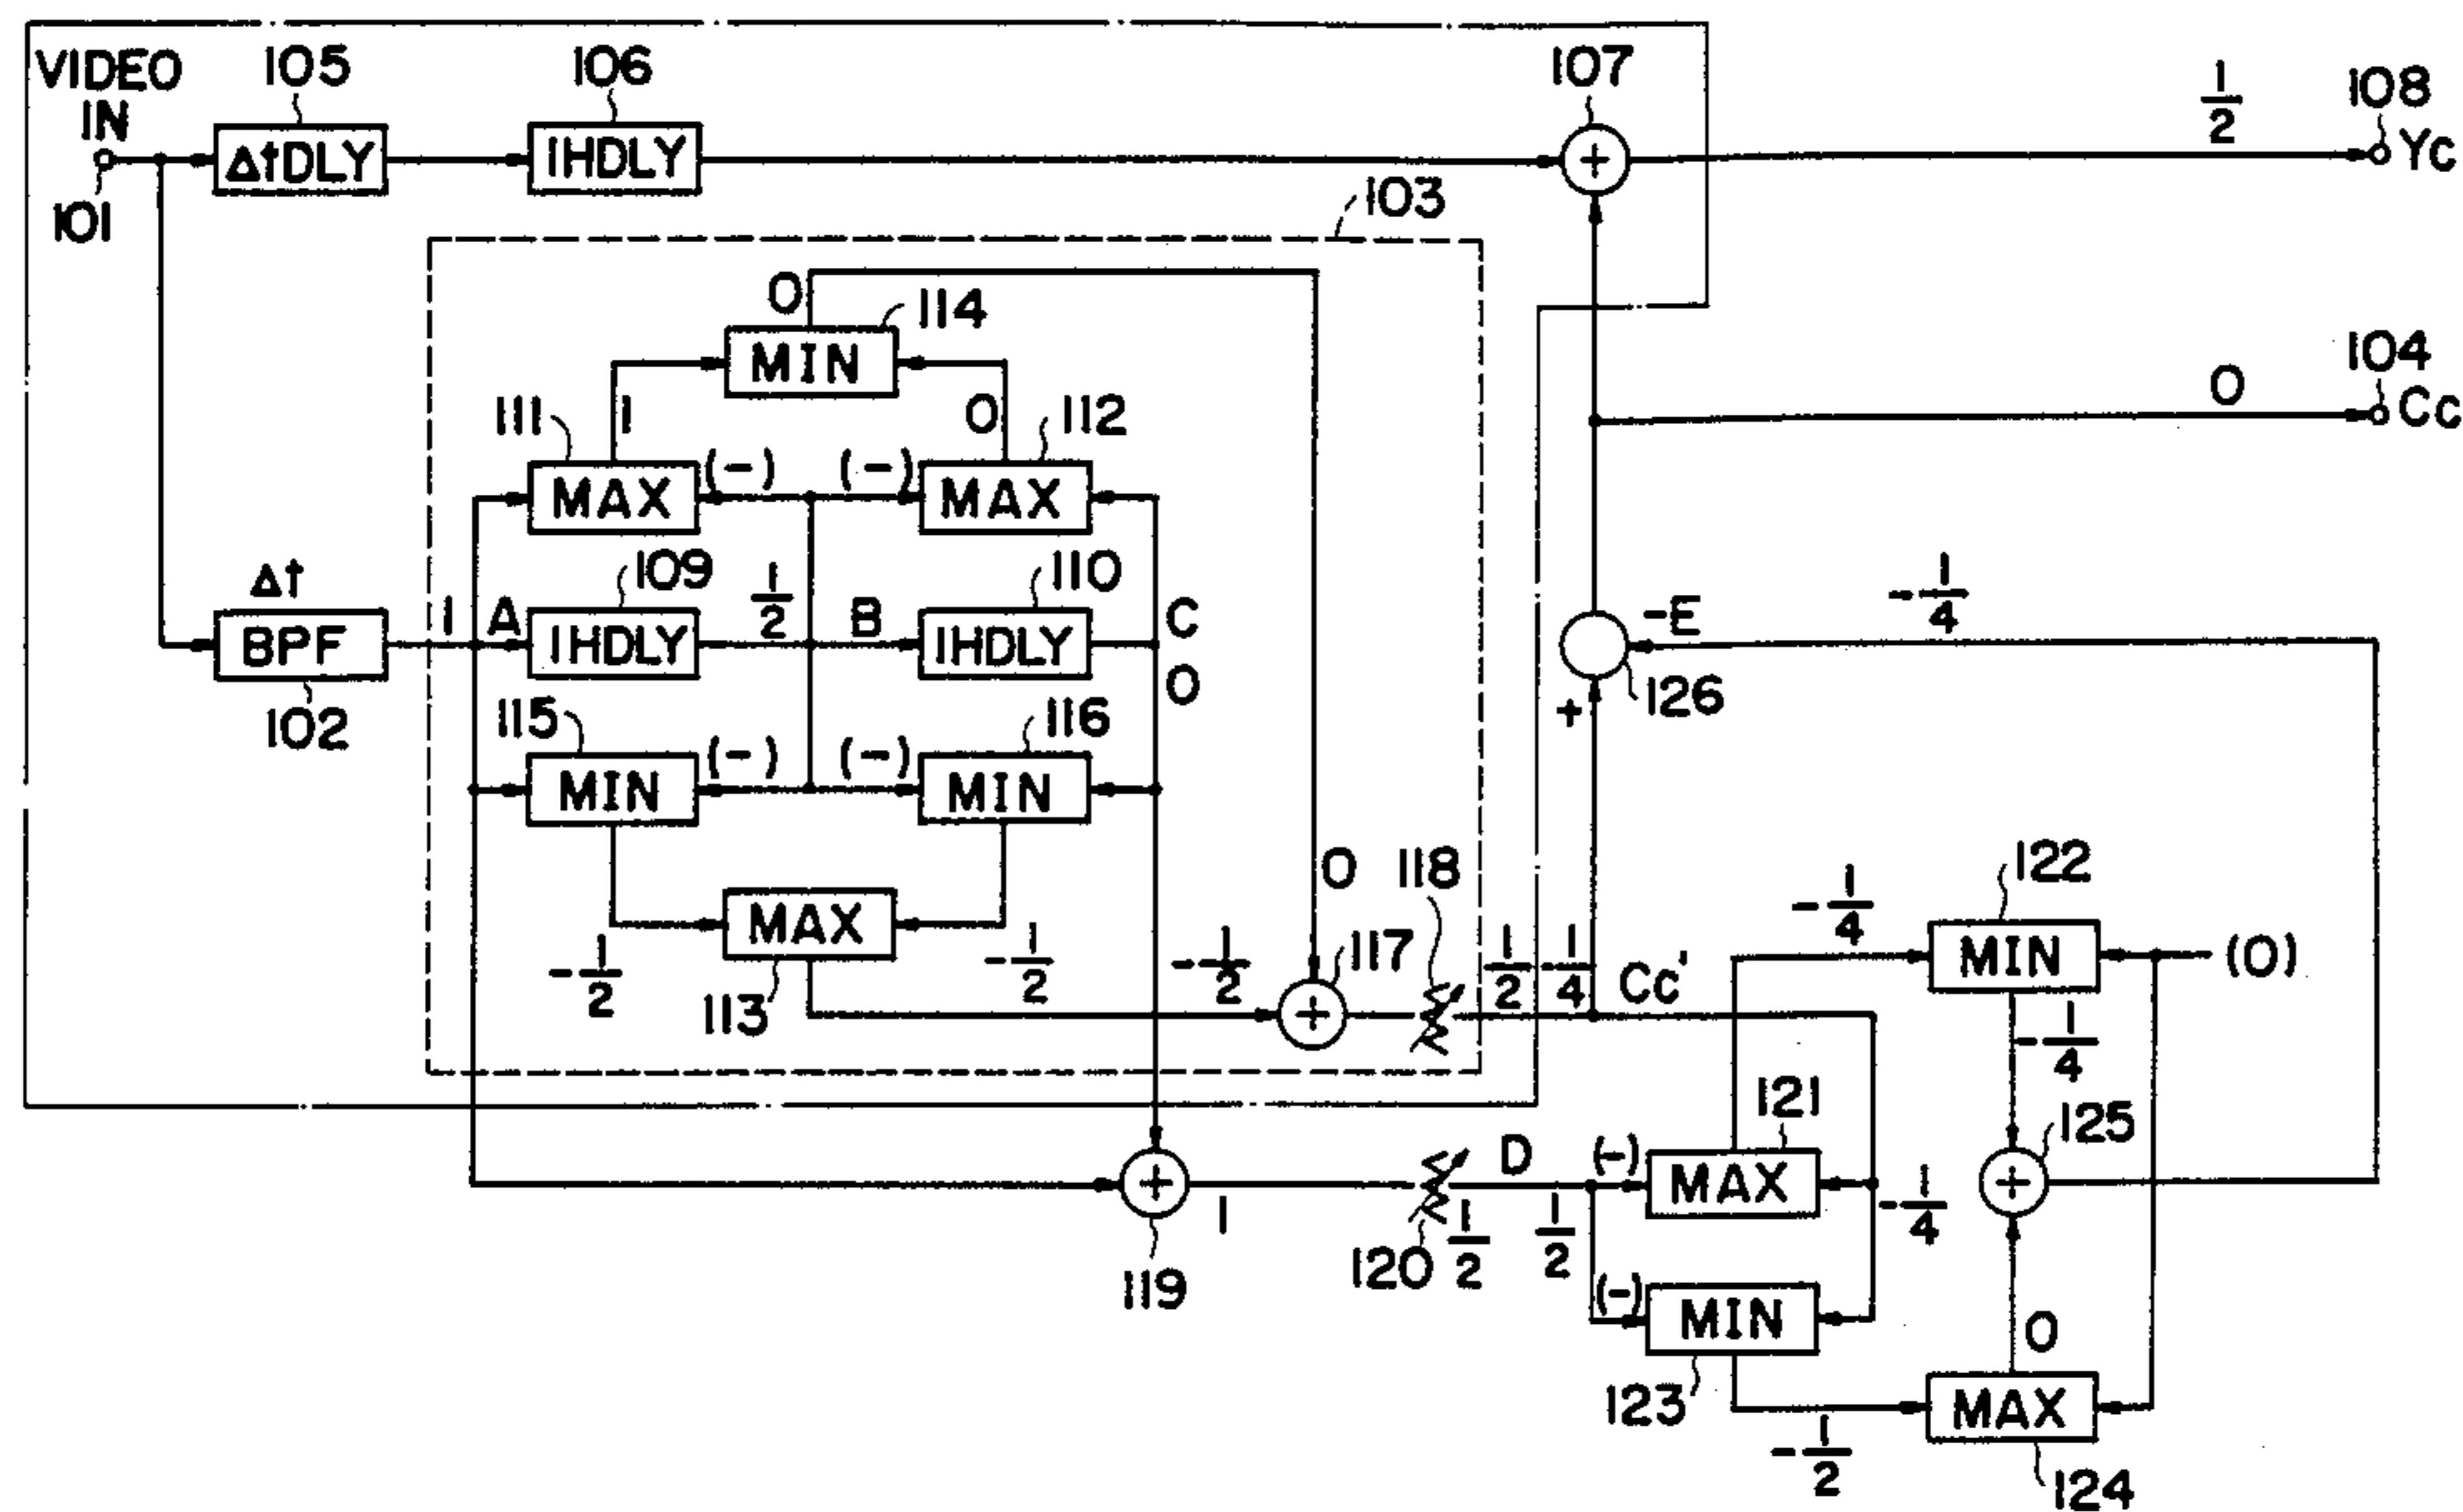 VIDEO
IN
101
105
ΔtDLY
106
1HDLY
107
1/2
108
Yc
103
0
114
MIN
111
1
0
112
104
0
Cc
MAX
(-)
(-)
MAX
Δt
BPF
102
1
A
109
1HDLY
1/2
B
110
1HDLY
C
0
-E
-1/4
126
+
115
MIN
(-)
(-)
116
MIN
-1/2
MAX
113
-1/2
-1/2
0
118
117
+
1/2
-1/4
Cc'
-1/4
122
MIN
(0)
-1/4
125
+
119
+
1
120
1/2
D
1/2
(-)
121
MAX
-1/4
(-)
MIN
123
-1/2
0
MAX
124